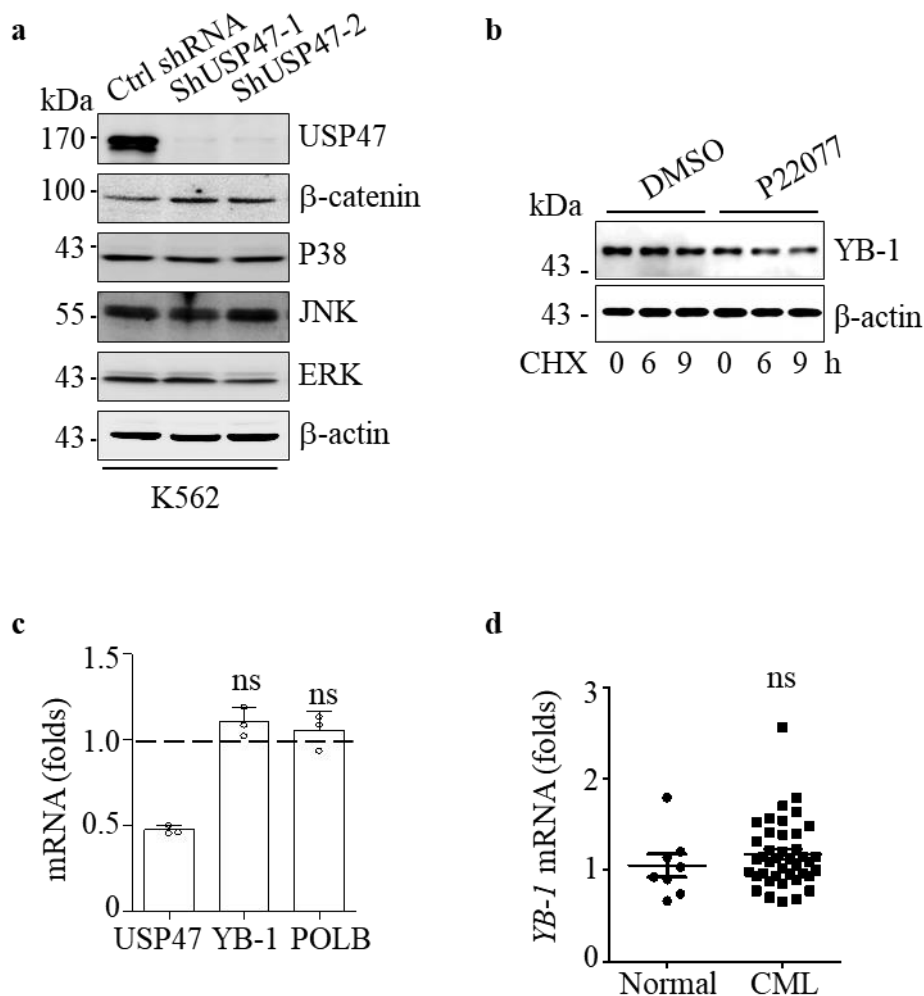 a
Ctrl shRNA
ShUSP47-1
ShUSP47-2
kDa
170
USP47
100
β-catenin
43
P38
55
JNK
43
ERK
43
β-actin
K562
b
DMSO
P22077
kDa
YB-1
43
43
β-actin
CHX 0 6 9 0 6 9 h
c
1.5
ns ns
1.0
0.5
0
mRNA (folds)
USP47 YB-1 POLB
d
ns
3
2
1
0
YB-1 mRNA (folds)
Normal CML